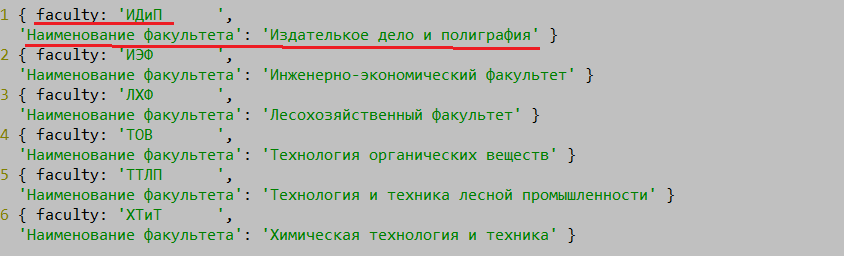 1 { faculty: 'ИДиП      ',
'Наименование факультета': 'Издателькое дело и полиграфия' }
2 { faculty: 'ИЭФ       ',
'Наименование факультета': 'Инженерно-экономический факультет' }
3 { faculty: 'ЛХФ       ',
'Наименование факультета': 'Лесохозяйственный факультет' }
4 { faculty: 'ТОВ       ',
'Наименование факультета': 'Технология органических веществ' }
5 { faculty: 'ТТЛП      ',
'Наименование факультета': 'Технология и техника лесной промышленности' }
6 { faculty: 'ХТиТ      ',
'Наименование факультета': 'Химическая технология и техника' }